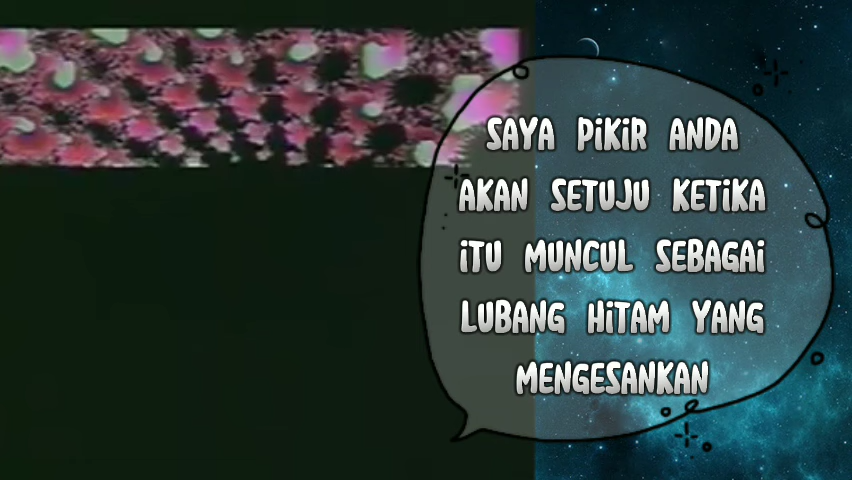 SAYA PiKiR ANDA
AKAN SETUJU KETiKA
iTU MUNCUL SEBAGAi
LUBANG HiTAM YANG
MENGESANKAN